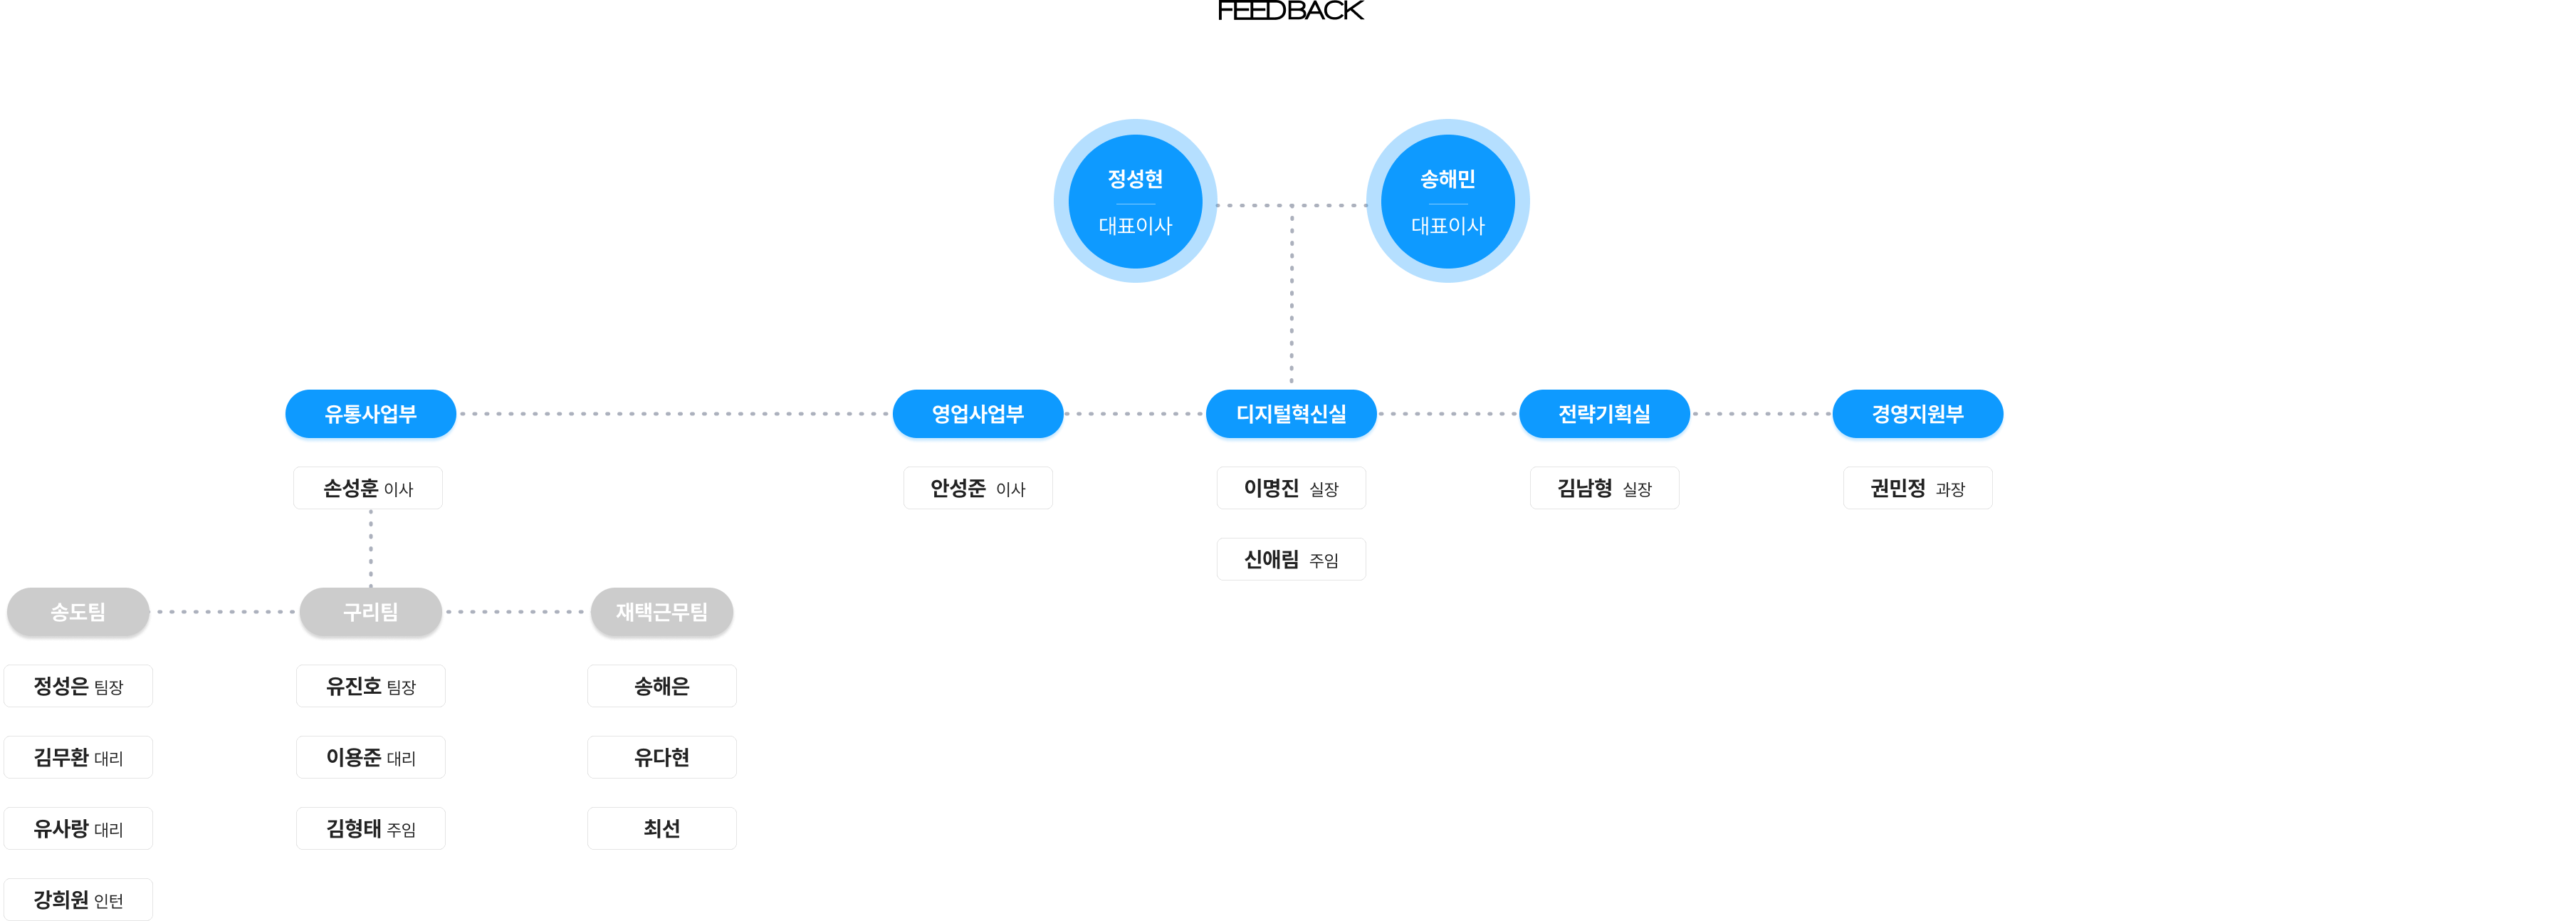 FEEDBACK
정성현
대표이사
송해민
대표이사
유통사업부
영업사업부
디지털혁신실
전략기획실
경영지원부
손성훈 이사
안성준 이사
이명진 실장
김남형 실장
권민정 과장
신애림 주임
송도팀
구리팀
재택근무팀
정성은 팀장
유진호 팀장
송해은
김무환 대리
이용준 대리
유다현
유사랑 대리
김형태 주임
최선
강희원 인턴